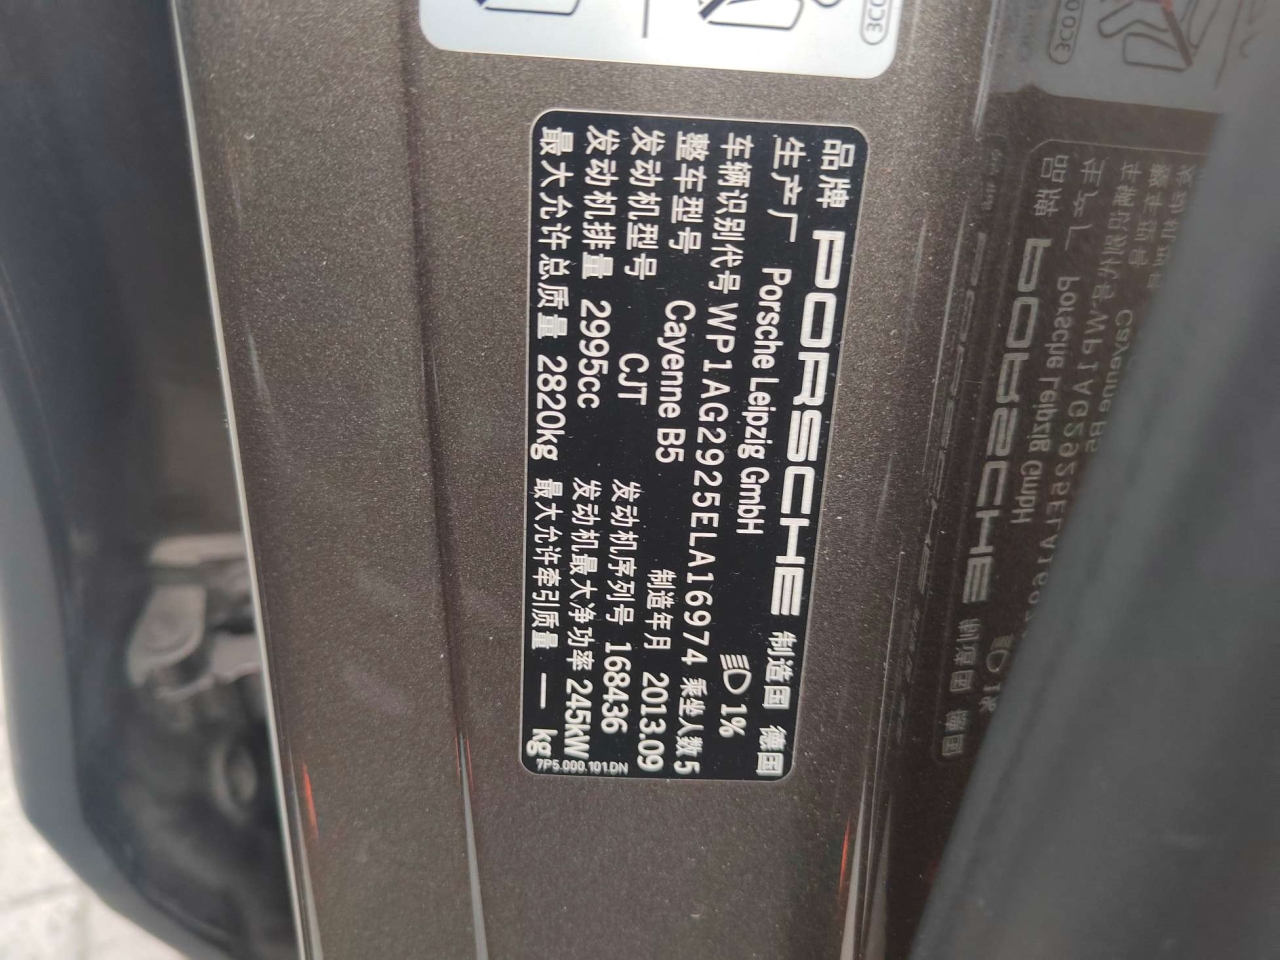 3C0.0
品牌 PORSCHE 制造国 德国
生产厂 Porsche Leipzig GmbH 1%
车辆识别代号 WP1AG2925ELA16974 乘坐人数 5
整车型号 Cayenne B5 制造年月 2013.09
发动机型号 CJT 发动机序列号 168436
发动机排量 2995cc 发动机最大净功率 245kW
最大允许总质量 2820kg 最大允许牵引质量 — kg
7P5.000.101.DN